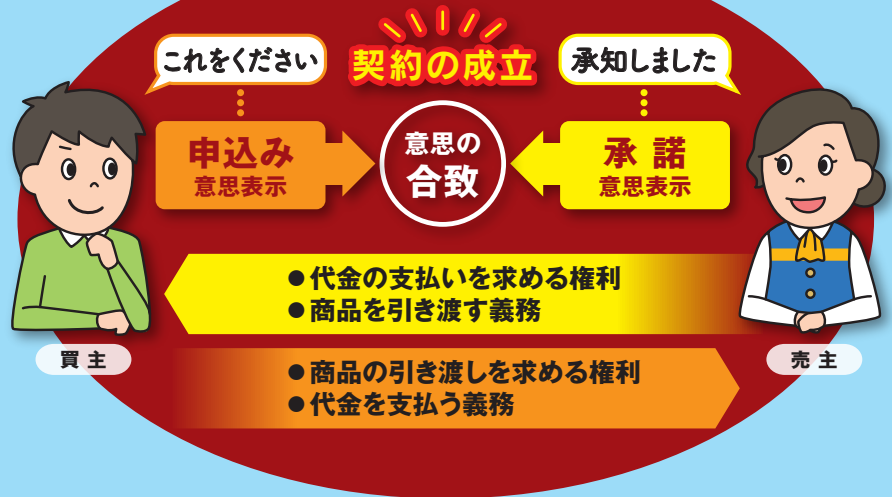 これをください
契約の成立
承知しました
申込み
意思表示
意思の
合致
承諾
意思表示
●代金の支払いを求める権利
●商品を引き渡す義務
買主
売主
●商品の引き渡しを求める権利
●代金を支払う義務